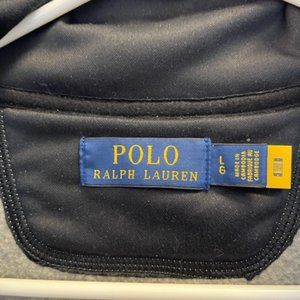 POLO
RALPH LAUREN
L
G
MADE IN
CAMBODIA
FABRIQUÉ AU
CAMBODGE